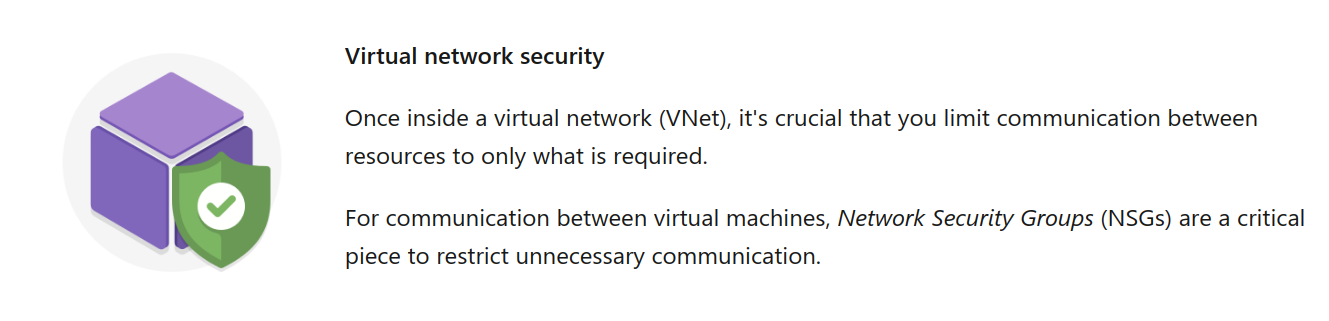 Virtual network security
Once inside a virtual network (VNet), it's crucial that you limit communication between
resources to only what is required.
For communication between virtual machines, Network Security Groups (NSGs) are a critical
piece to restrict unnecessary communication.